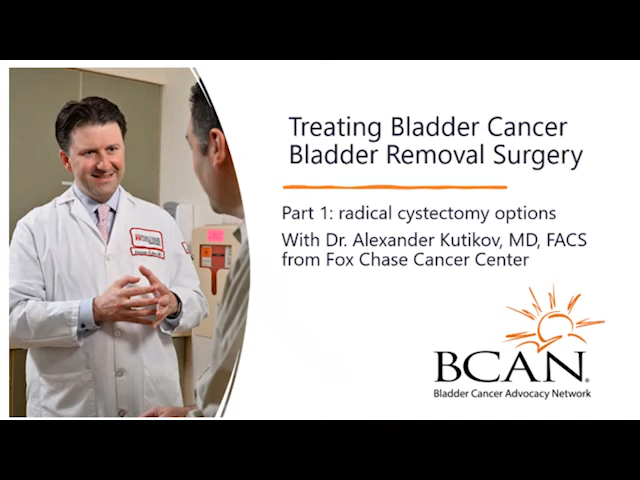 Treating Bladder Cancer
Bladder Removal Surgery
Part 1: radical cystectomy options
With Dr. Alexander Kutikov, MD, FACS
from Fox Chase Cancer Center
BCAN®
Bladder Cancer Advocacy Network